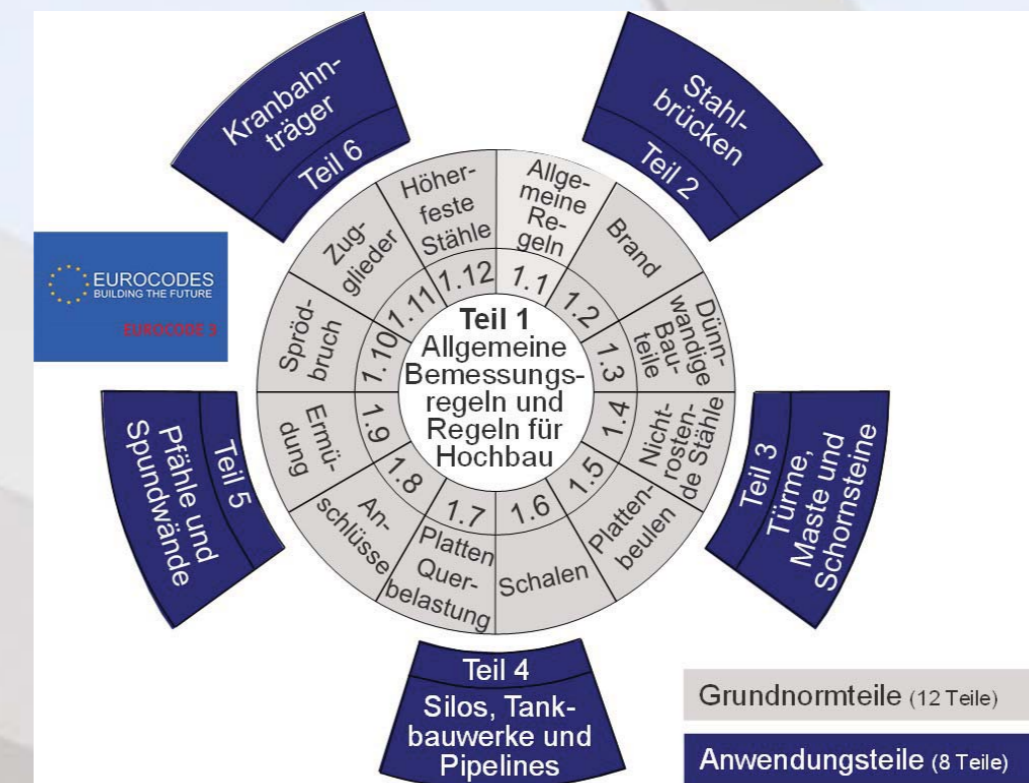 Kranbahn-
träger
Teil 6
Stahl-
brücken
Teil 2
EUROCODES
BUILDING THE FUTURE
EUROCODE 3
Teil 1
Allgemeine
Bemessungs-
regeln und
Regeln für
Hochbau
Allge-
meine
Re-
geln
1.1
Brand
1.2
Dünn-
wandige
Bau-
teile
1.3
Nicht-
rosten-
de Stähle
1.4
Platten-
beulen
1.5
Schalen
1.6
Platten
Quer-
belastung
1.7
An-
schlüsse
1.8
Ermü-
dung
1.9
Spröd-
bruch
1.10
Zug-
glieder
1.11
Höher-
feste
Stähle
1.12
Teil 3
Türme,
Maste und
Schornsteine
Teil 4
Silos, Tank-
bauwerke und
Pipelines
Teil 5
Pfähle und
Spundwände
Grundnormteile (12 Teile)
Anwendungsteile (8 Teile)